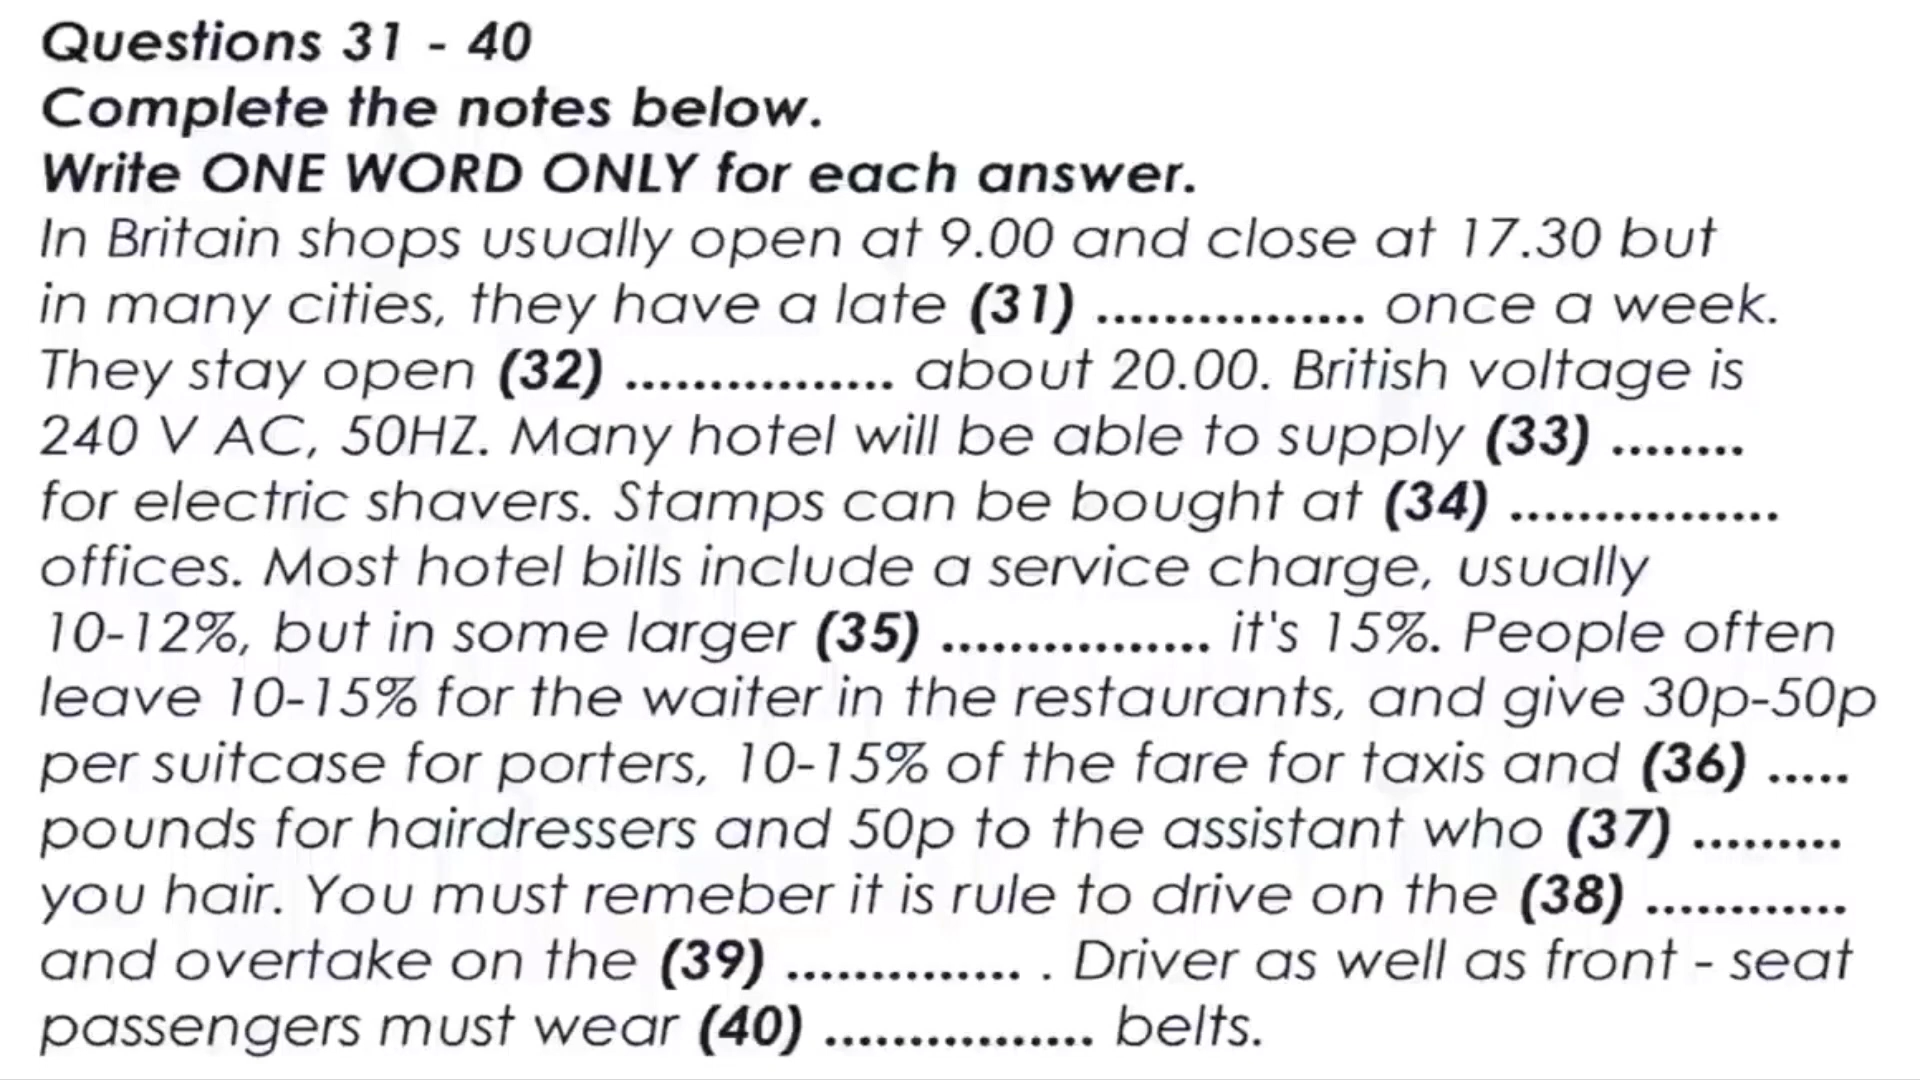 Questions 31 - 40
Complete the notes below.
Write ONE WORD ONLY for each answer.
In Britain shops usually open at 9.00 and close at 17.30 but
in many cities, they have a late (31) ................ once a week.
They stay open (32) ................ about 20.00. British voltage is
240 V AC, 50HZ. Many hotel will be able to supply (33) ........
for electric shavers. Stamps can be bought at (34) ................
offices. Most hotel bills include a service charge, usually
10-12%, but in some larger (35) ................ it's 15%. People often
leave 10-15% for the waiter in the restaurants, and give 30p-50p
per suitcase for porters, 10-15% of the fare for taxis and (36) .....
pounds for hairdressers and 50p to the assistant who (37) .........
you hair. You must remeber it is rule to drive on the (38) ............
and overtake on the (39) .............. . Driver as well as front - seat
passengers must wear (40) ................ belts.